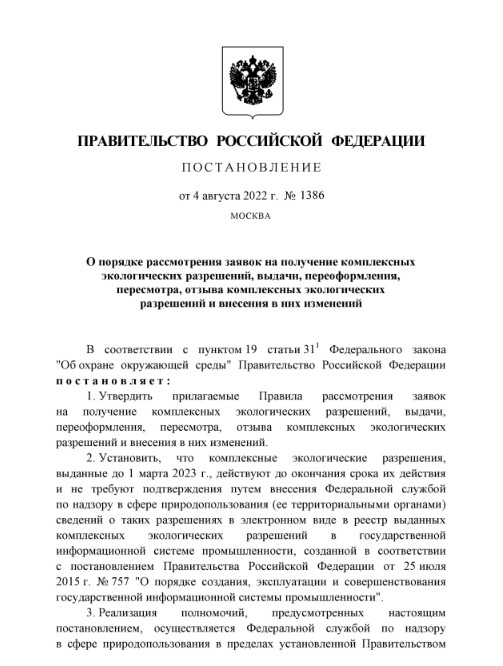 ПРАВИТЕЛЬСТВО РОССИЙСКОЙ ФЕДЕРАЦИИ
ПОСТАНОВЛЕНИЕ
от 4 августа 2022 г. № 1386
МОСКВА
О порядке рассмотрения заявок на получение комплексных
экологических разрешений, выдачи, переоформления,
пересмотра, отзыва комплексных экологических
разрешений и внесения в них изменений
В соответствии с пунктом 19 статьи 31¹ Федерального закона
"Об охране окружающей среды" Правительство Российской Федерации
постановляет:
1. Утвердить прилагаемые Правила рассмотрения заявок
на получение комплексных экологических разрешений, выдачи,
переоформления, пересмотра, отзыва комплексных экологических
разрешений и внесения в них изменений.
2. Установить, что комплексные экологические разрешения,
выданные до 1 марта 2023 г., действуют до окончания срока их действия
и не требуют подтверждения путем внесения Федеральной службой
по надзору в сфере природопользования (ее территориальными органами)
сведений о таких разрешениях в электронном виде в реестр выданных
комплексных экологических разрешений в государственной
информационной системе промышленности, созданной в соответствии
с постановлением Правительства Российской Федерации от 25 июля
2015 г. № 757 "О порядке создания, эксплуатации и совершенствования
государственной информационной системы промышленности".
3. Реализация полномочий, предусмотренных настоящим
постановлением, осуществляется Федеральной службой по надзору
в сфере природопользования в пределах установленной Правительством